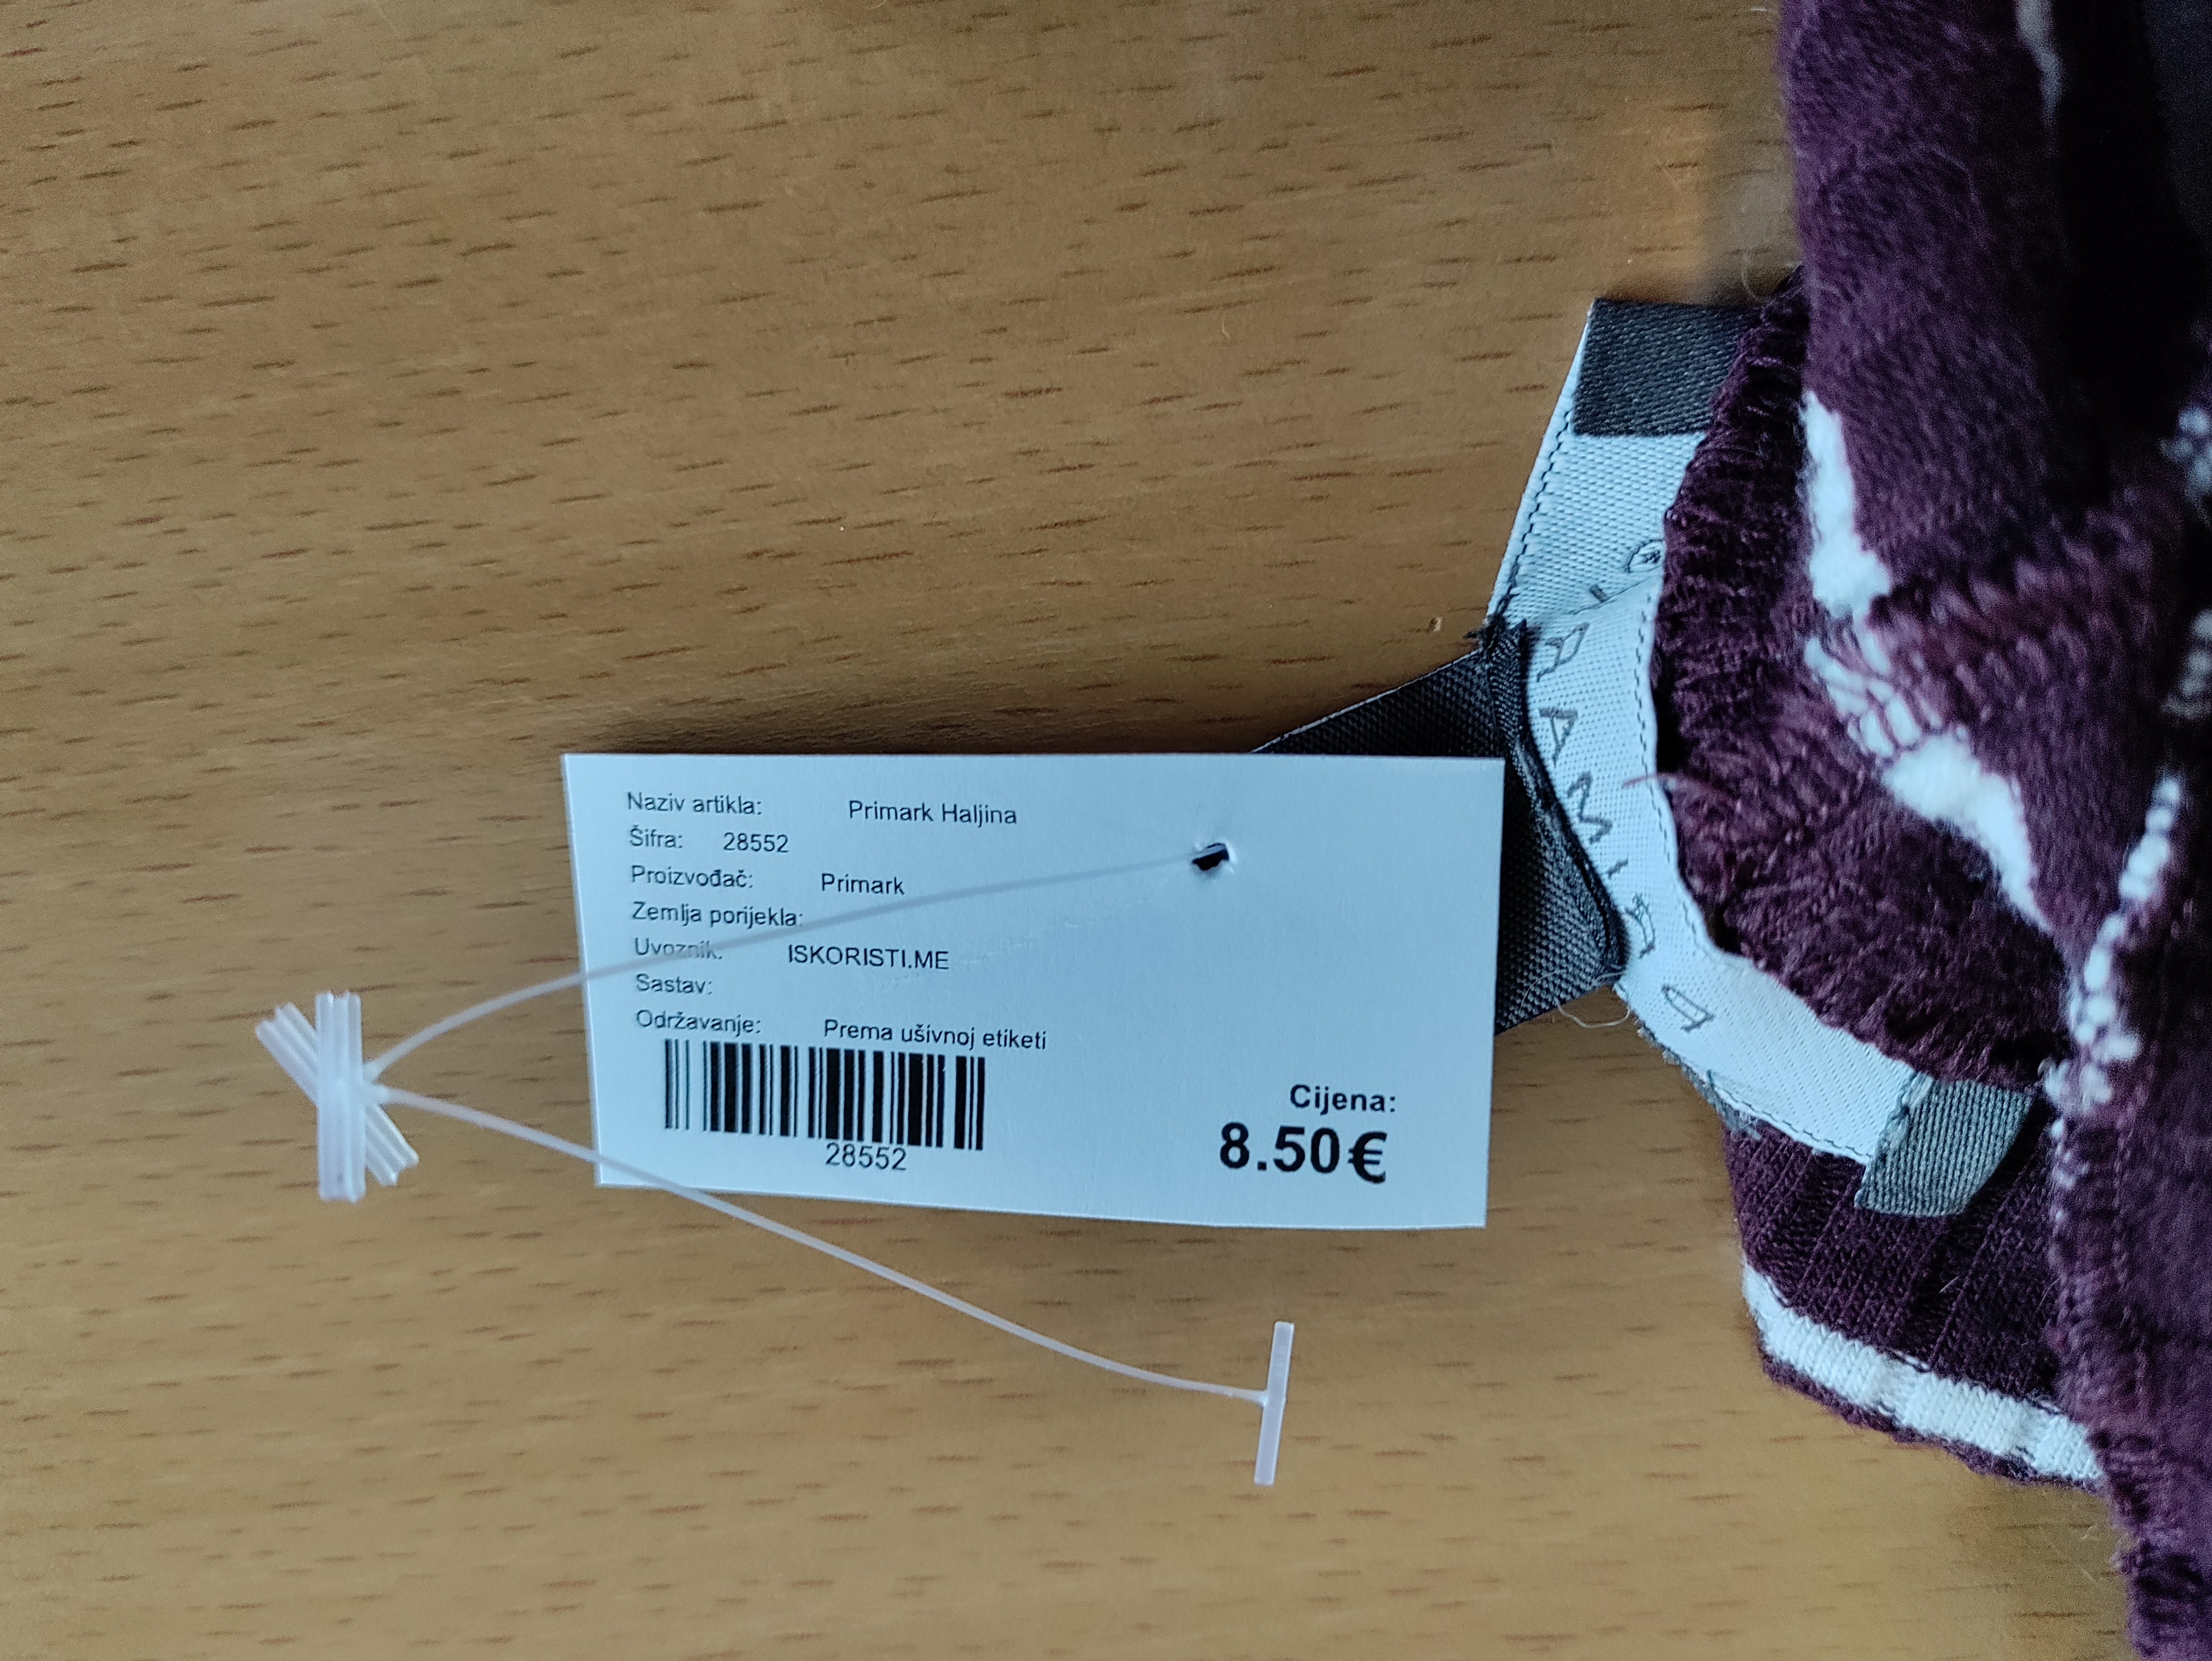 Naziv artikla: Primark Haljina
Šifra: 28552
Proizvođač: Primark
Zemlja porijekla:
Uvoznik: ISKORISTI.ME
Sastav:
Održavanje: Prema ušivnoj etiketi
28552
Cijena:
8.50€